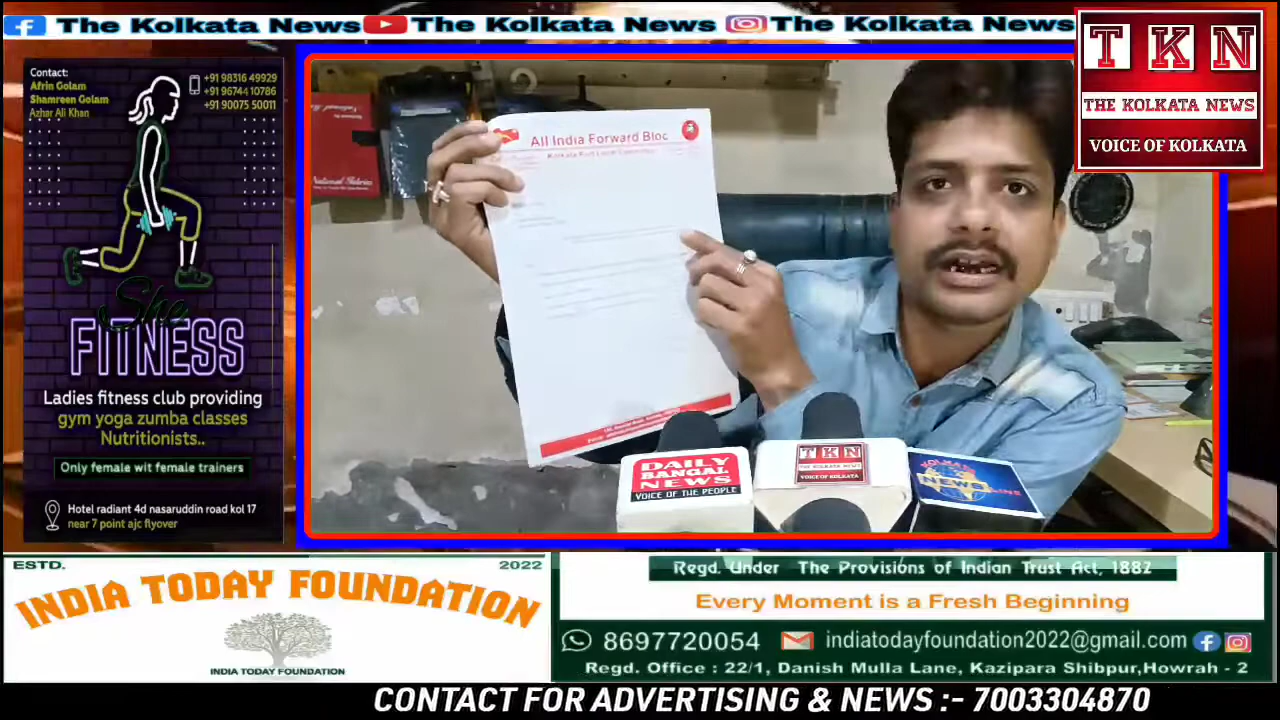 The Kolkata News
The Kolkata News
The Kolkata News
TKN
THE KOLKATA NEWS
VOICE OF KOLKATA
Contact:
Afrin Golam
Shamreen Golam
Azhar Ali Khan
+91 98316 49929
+91 96744 10786
+91 90075 50011
She
FITNESS
Ladies fitness club providing
gym yoga zumba classes
Nutritionists..
Only female wit female trainers
Hotel radiant 4d nasaruddin road kol 17
near 7 point ajc flyover
All India Forward Bloc
DAILY
BANGAL
NEWS
VOICE OF THE PEOPLE
TKN
THE KOLKATA NEWS
VOICE OF KOLKATA
KOLKATA
NEWS
LINE
ESTD. 2022
INDIA TODAY FOUNDATION
INDIA TODAY FOUNDATION
Regd. Under The Provisions of Indian Trust Act, 1882
Every Moment is a Fresh Beginning
8697720054 indiatodayfoundation2022@gmail.com
Regd. Office : 22/1, Danish Mulla Lane, Kazipara Shibpur,Howrah - 2
CONTACT FOR ADVERTISING & NEWS :- 7003304870